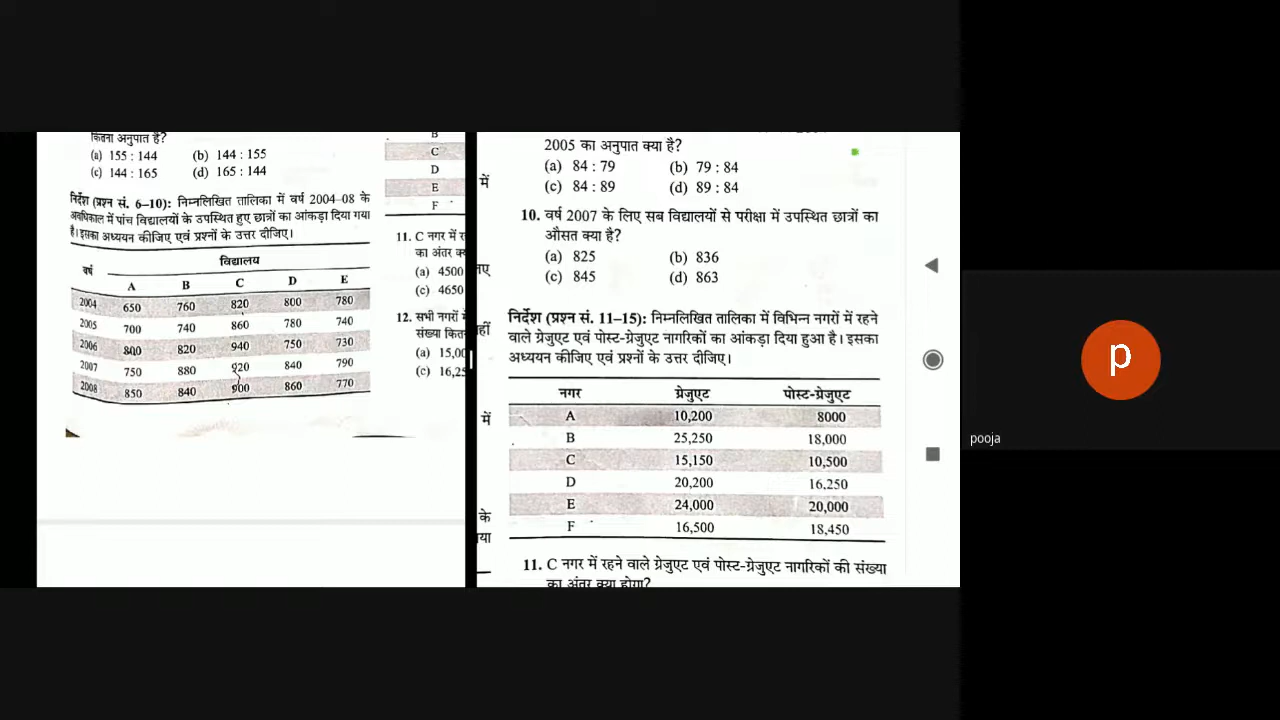 कितना अनुपात है?
(a) 155 : 144 (b) 144 : 155
(c) 144 : 165 (d) 165 : 144
निर्देश (प्रश्न सं. 6–10): निम्नलिखित तालिका में वर्ष 2004–08 के
अवधिकाल में पांच विद्यालयों के उपस्थित हुए छात्रों का आंकड़ा दिया गया
है। इसका अध्ययन कीजिए एवं प्रश्नों के उत्तर दीजिए।
वर्ष विद्यालय
A B C D E
2004 650 760 820 800 780
2005 700 740 860 780 740
2006 800 820 940 750 730
2007 750 880 920 840 790
2008 850 840 900 860 770
B
C
D
E
F
11. C नगर में
का अंतर
(a) 4500
(c) 4650
12. सभी नगरों
संख्या
(a) 15,00
(c) 16,25
में
में
के
2005 का अनुपात क्या है?
(a) 84 : 79 (b) 79 : 84
(c) 84 : 89 (d) 89 : 84
10. वर्ष 2007 के लिए सब विद्यालयों से परीक्षा में उपस्थित छात्रों का
औसत क्या है?
(a) 825 (b) 836
(c) 845 (d) 863
निर्देश (प्रश्न सं. 11–15): निम्नलिखित तालिका में विभिन्न नगरों में रहने
वाले ग्रेजुएट और पोस्ट-ग्रेजुएट नागरिकों का आंकड़ा दिया हुआ है। इसका
अध्ययन कीजिए एवं प्रश्नों के उत्तर दीजिए।
नगर ग्रेजुएट पोस्ट-ग्रेजुएट
A 10,200 8000
B 25,250 18,000
C 15,150 10,500
D 20,200 16,250
E 24,000 20,000
F 16,500 18,450
11. C नगर में रहने वाले ग्रेजुएट एवं पोस्ट-ग्रेजुएट नागरिकों की संख्या
का अंतर क्या होगा?
p
pooja